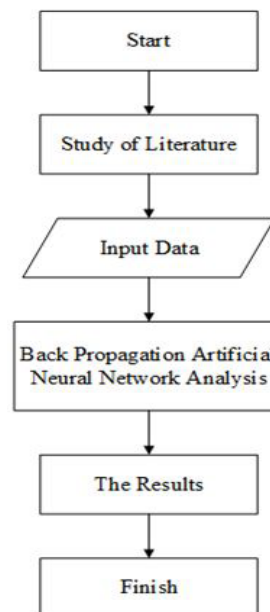 Start
Study of Literature
Input Data
Back Propagation Artificia
Neural Network Analysis
The Results
Finish